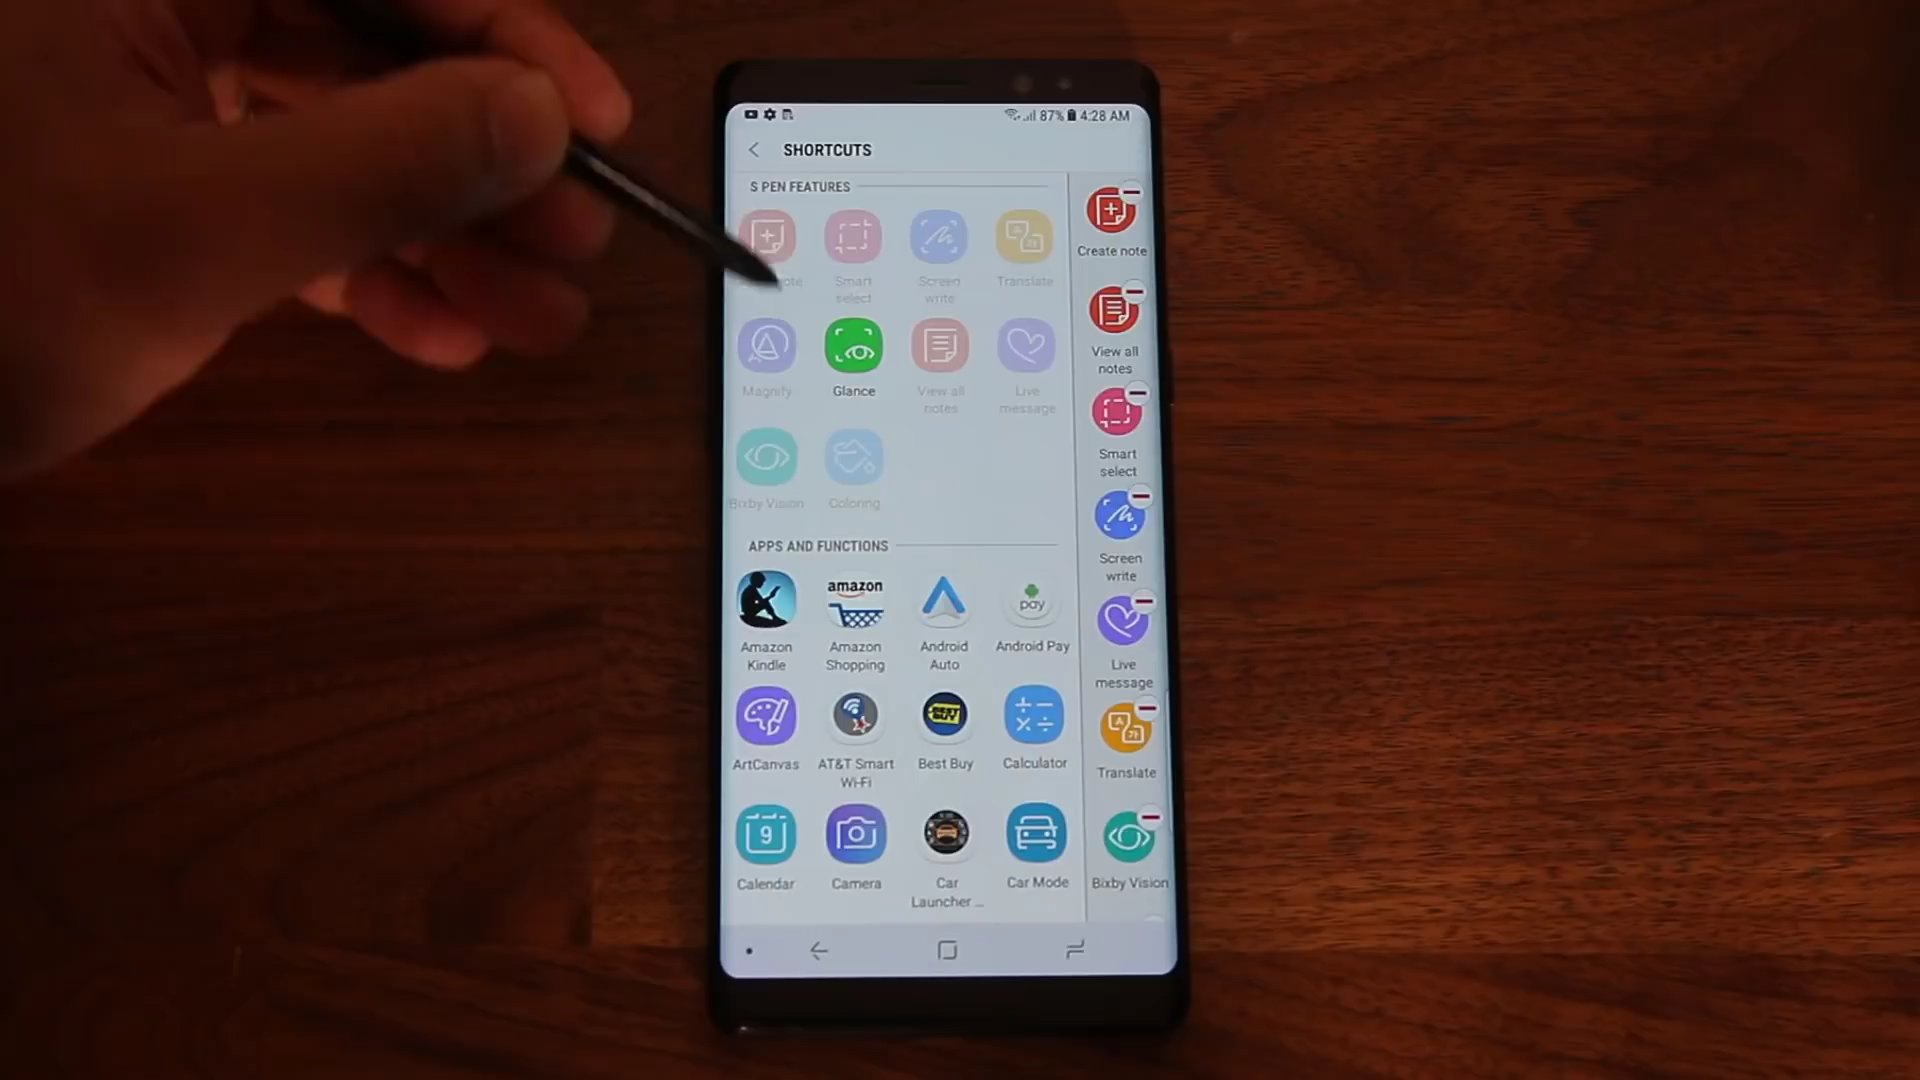 87% 4:28 AM
SHORTCUTS
S PEN FEATURES
Smart
select
Screen
write
Translate
Magnify
Glance
View all
notes
Live
message
Bixby Vision
Coloring
APPS AND FUNCTIONS
amazon
pay
Amazon
Kindle
Amazon
Shopping
Android
Auto
Android Pay
BEST
BUY
ArtCanvas
AT&T Smart
Wi-Fi
Best Buy
Calculator
9
Calendar
Camera
Car
Launcher ...
Car Mode
Create note
View all
notes
Smart
select
Screen
write
Live
message
Translate
Bixby Vision